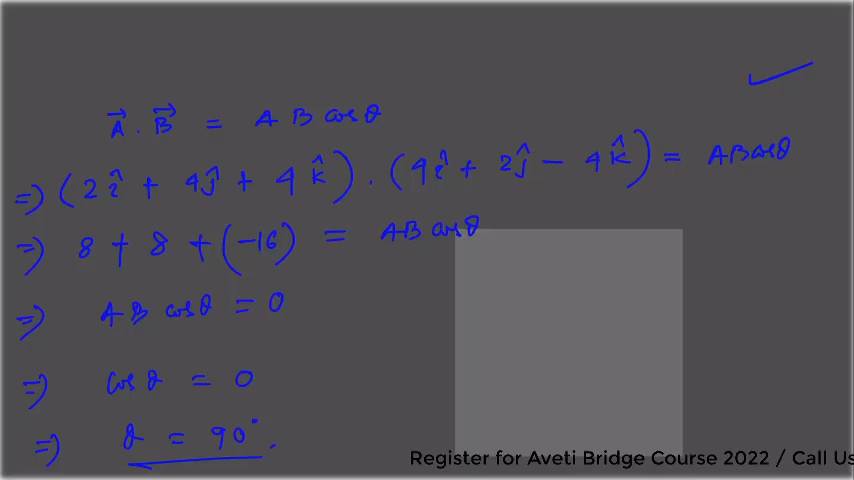 A⃗ . B⃗ = A B cos θ
=> (2î + 4ĵ + 4k̂) . (4î + 2ĵ − 4k̂) = AB cos θ
=> 8 + 8 + (−16) = AB cos θ
=> AB cos θ = 0
=> cos θ = 0
=> θ = 90°.
Register for Aveti Bridge Course 2022 / Call Us